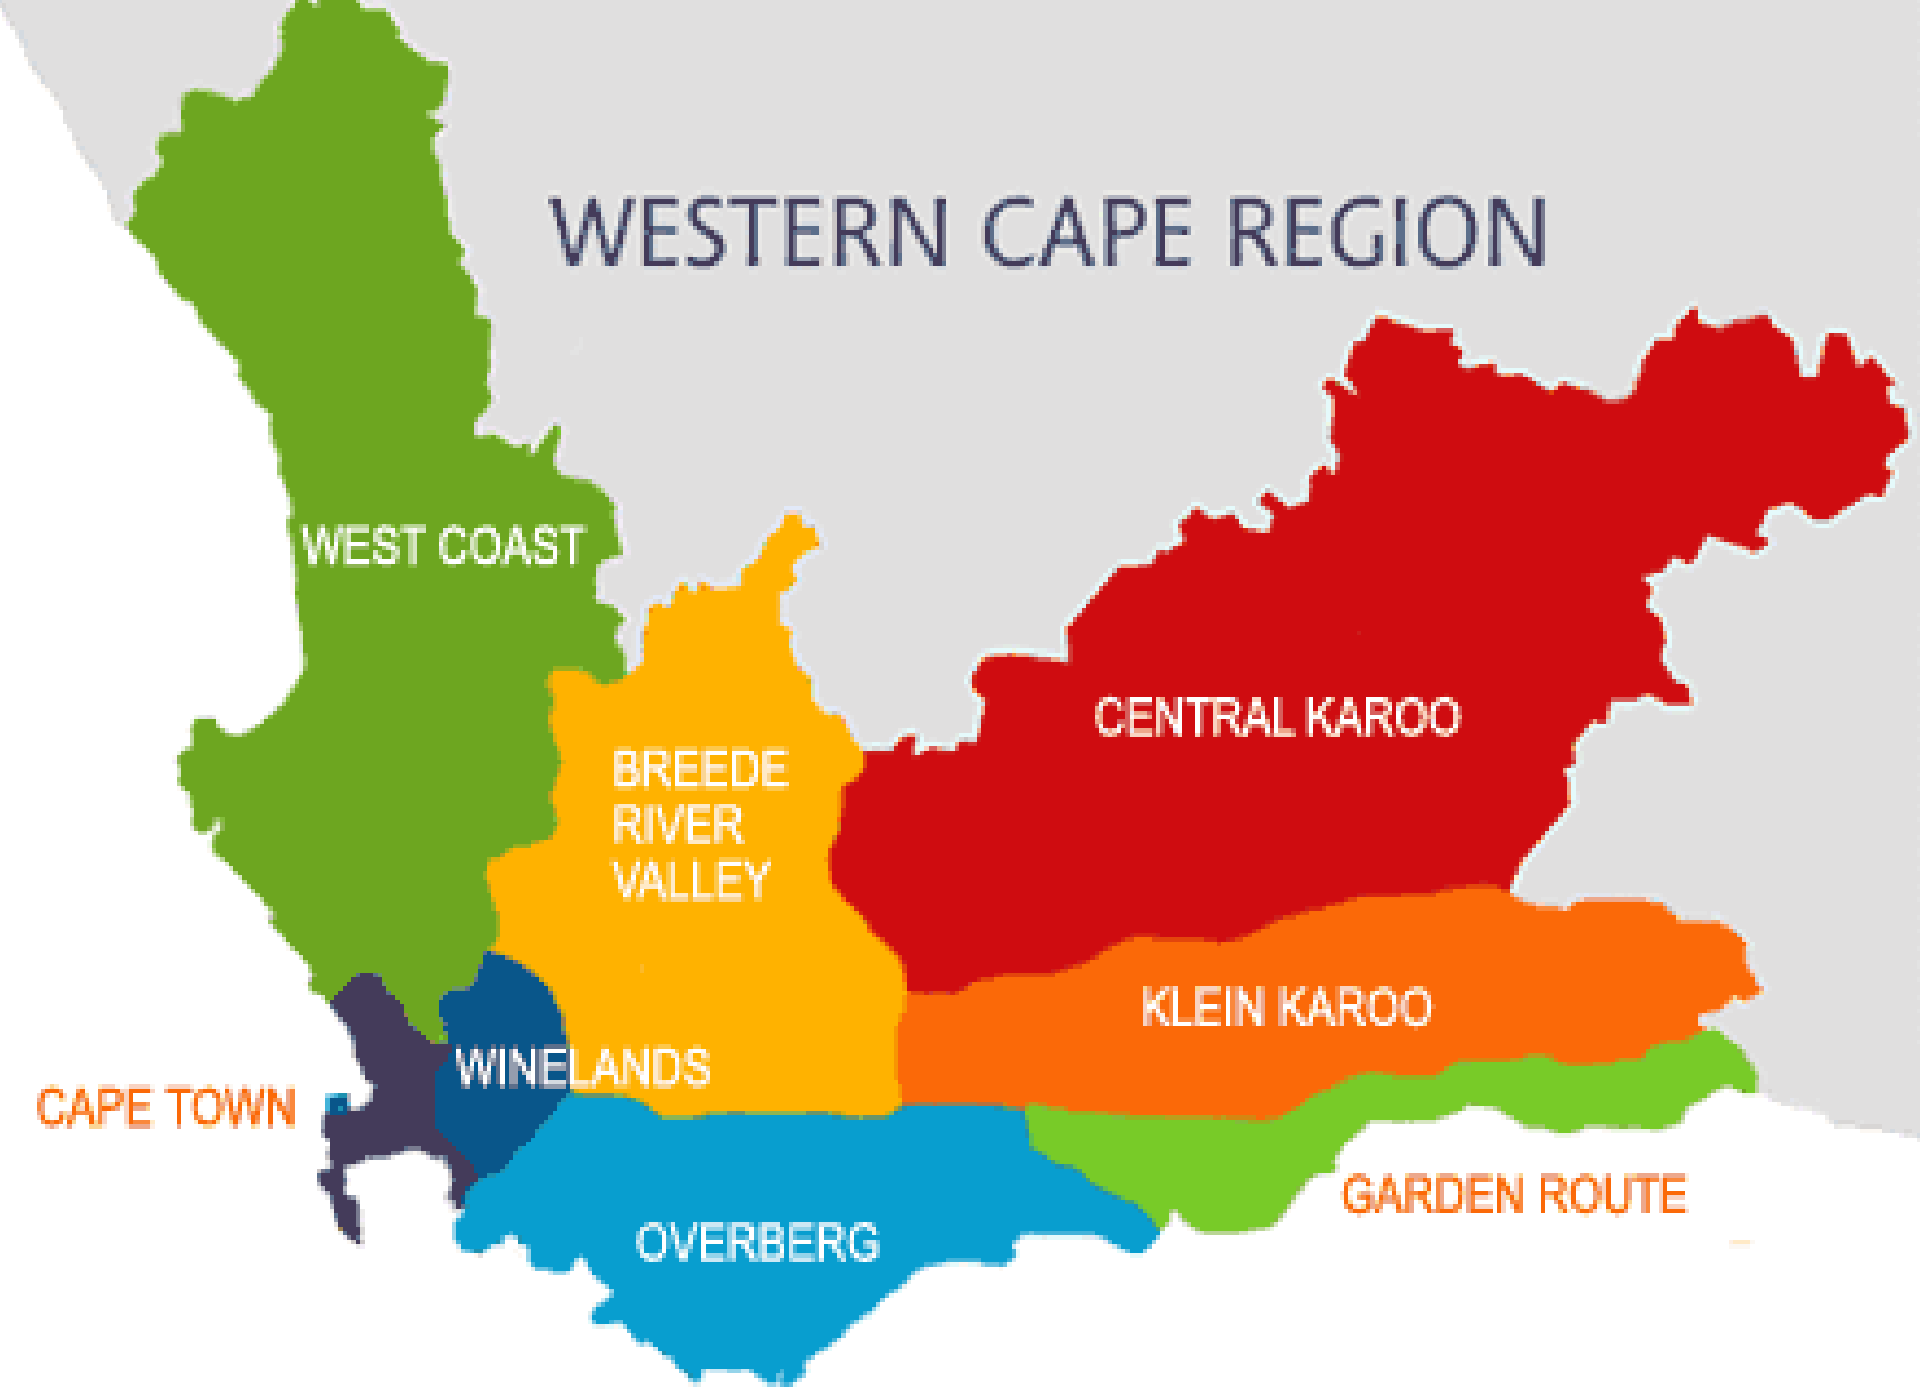 WESTERN CAPE REGION
WEST COAST
CENTRAL KAROO
BREEDE
RIVER
VALLEY
KLEIN KAROO
WINELANDS
CAPE TOWN
GARDEN ROUTE
OVERBERG